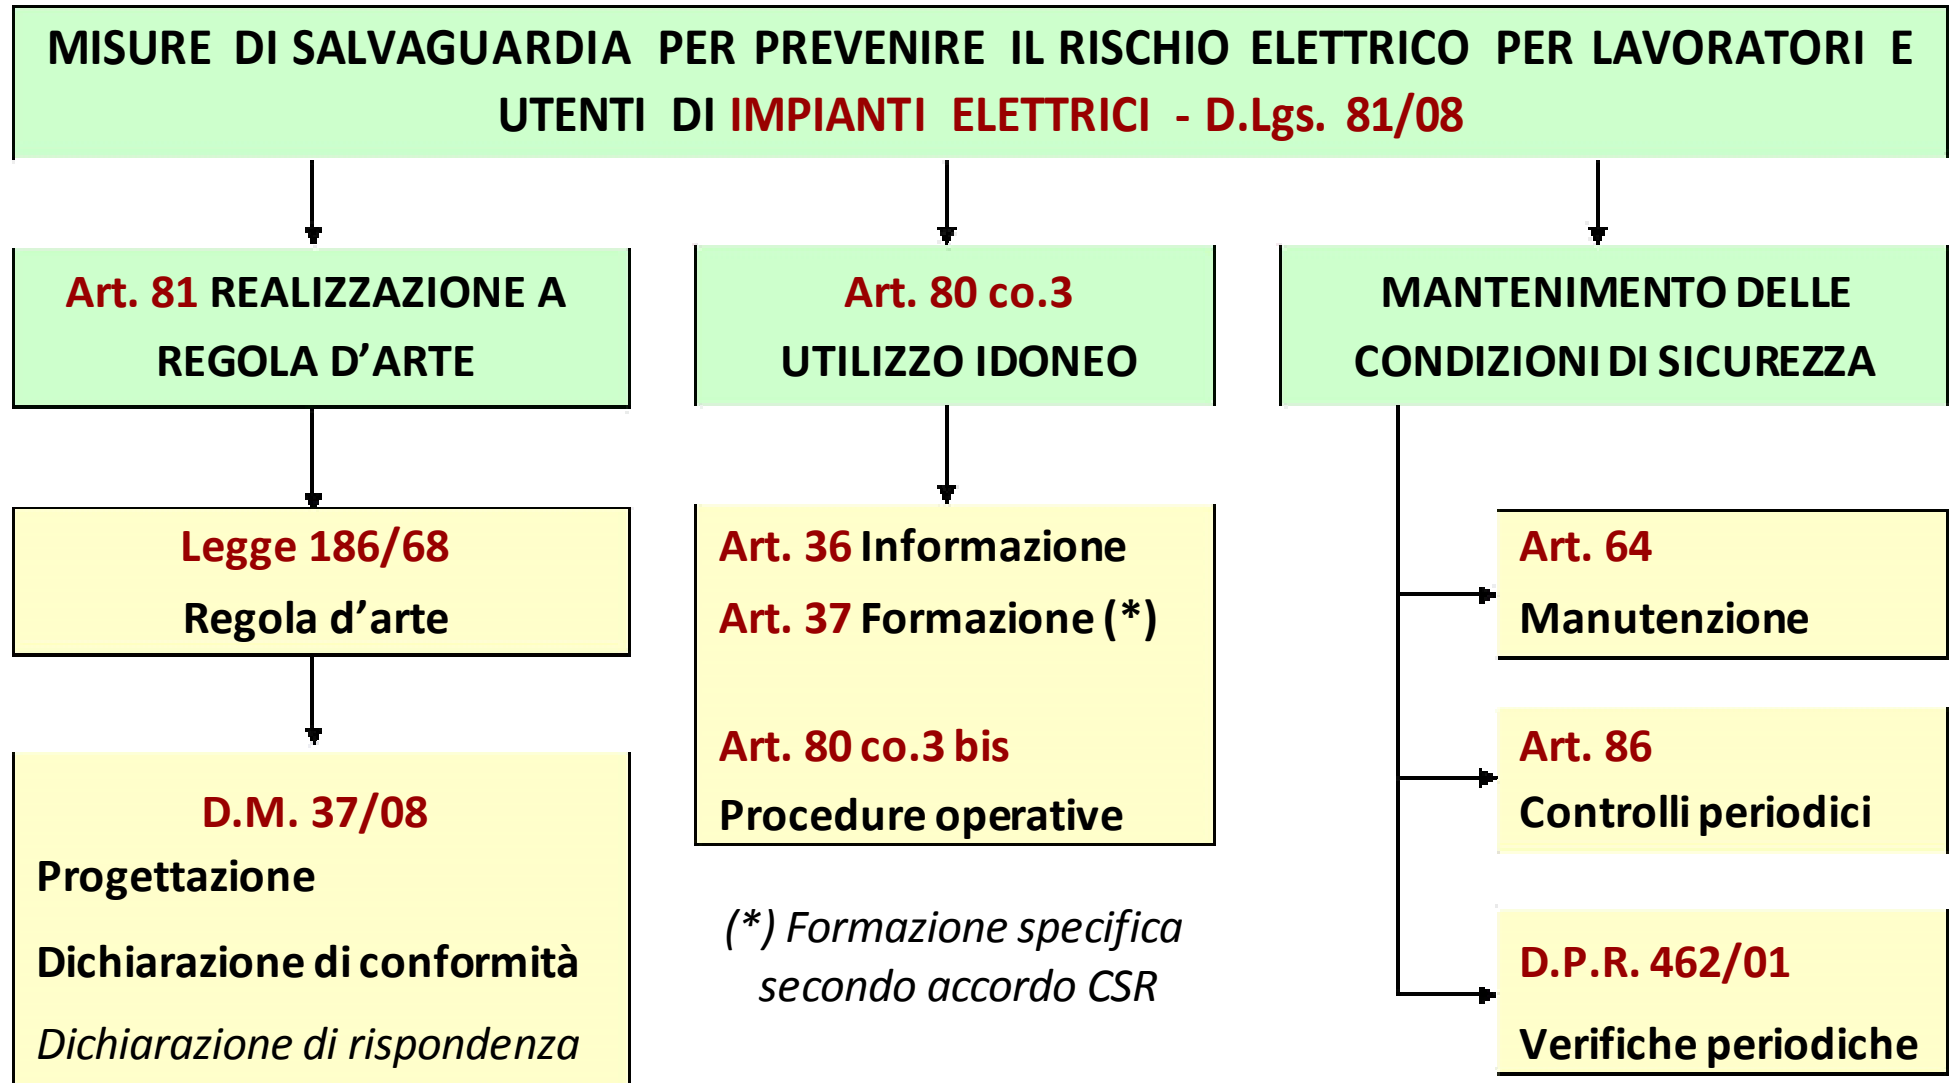 MISURE DI SALVAGUARDIA PER PREVENIRE IL RISCHIO ELETTRICO PER LAVORATORI E
UTENTI DI IMPIANTI ELETTRICI - D.Lgs. 81/08
Art. 81 REALIZZAZIONE A
REGOLA D’ARTE
Legge 186/68
Regola d’arte
D.M. 37/08
Progettazione
Dichiarazione di conformità
Dichiarazione di rispondenza
Art. 80 co.3
UTILIZZO IDONEO
Art. 36 Informazione
Art. 37 Formazione (*)
Art. 80 co.3 bis
Procedure operative
(*) Formazione specifica
secondo accordo CSR
MANTENIMENTO DELLE
CONDIZIONI DI SICUREZZA
Art. 64
Manutenzione
Art. 86
Controlli periodici
D.P.R. 462/01
Verifiche periodiche